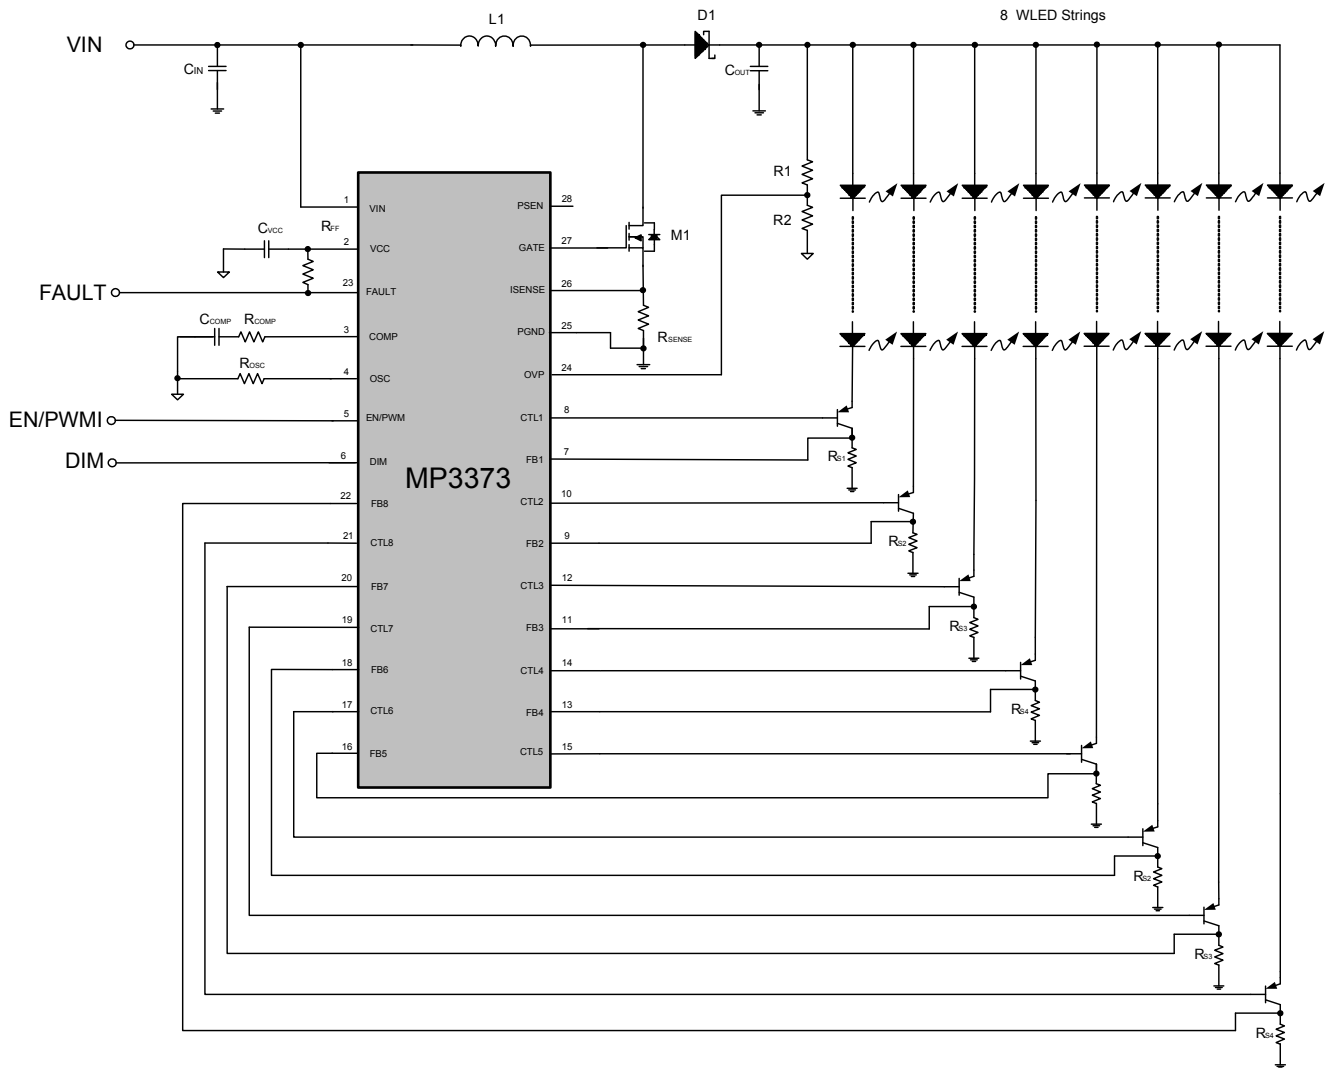 L1
D1
8 WLED Strings
VIN
CIN
COUT
R1
R2
1
VIN
PSEN
28
CVCC
RFF
2
VCC
GATE
27
M1
FAULT
23
FAULT
ISENSE
26
CCOMP
RCOMP
3
COMP
PGND
25
RSENSE
ROSC
4
OSC
OVP
24
EN/PWMI
5
EN/PWM
CTL1
8
DIM
6
DIM
FB1
7
RS1
MP3373
22
FB8
CTL2
10
21
CTL8
FB2
9
RS2
20
FB7
CTL3
12
19
CTL7
FB3
11
RS3
18
FB6
CTL4
14
17
CTL6
FB4
13
RS4
16
FB5
CTL5
15
RS2
RS3
RS4